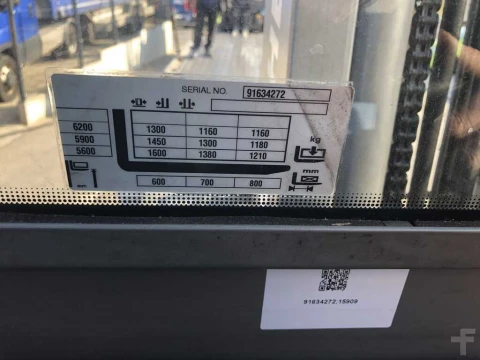 SERIAL NO. 91634272
6200 1300 1160 1160
5900 1450 1300 1180
5600 1600 1380 1210
kg
mm
600 700 800
91634272.15909